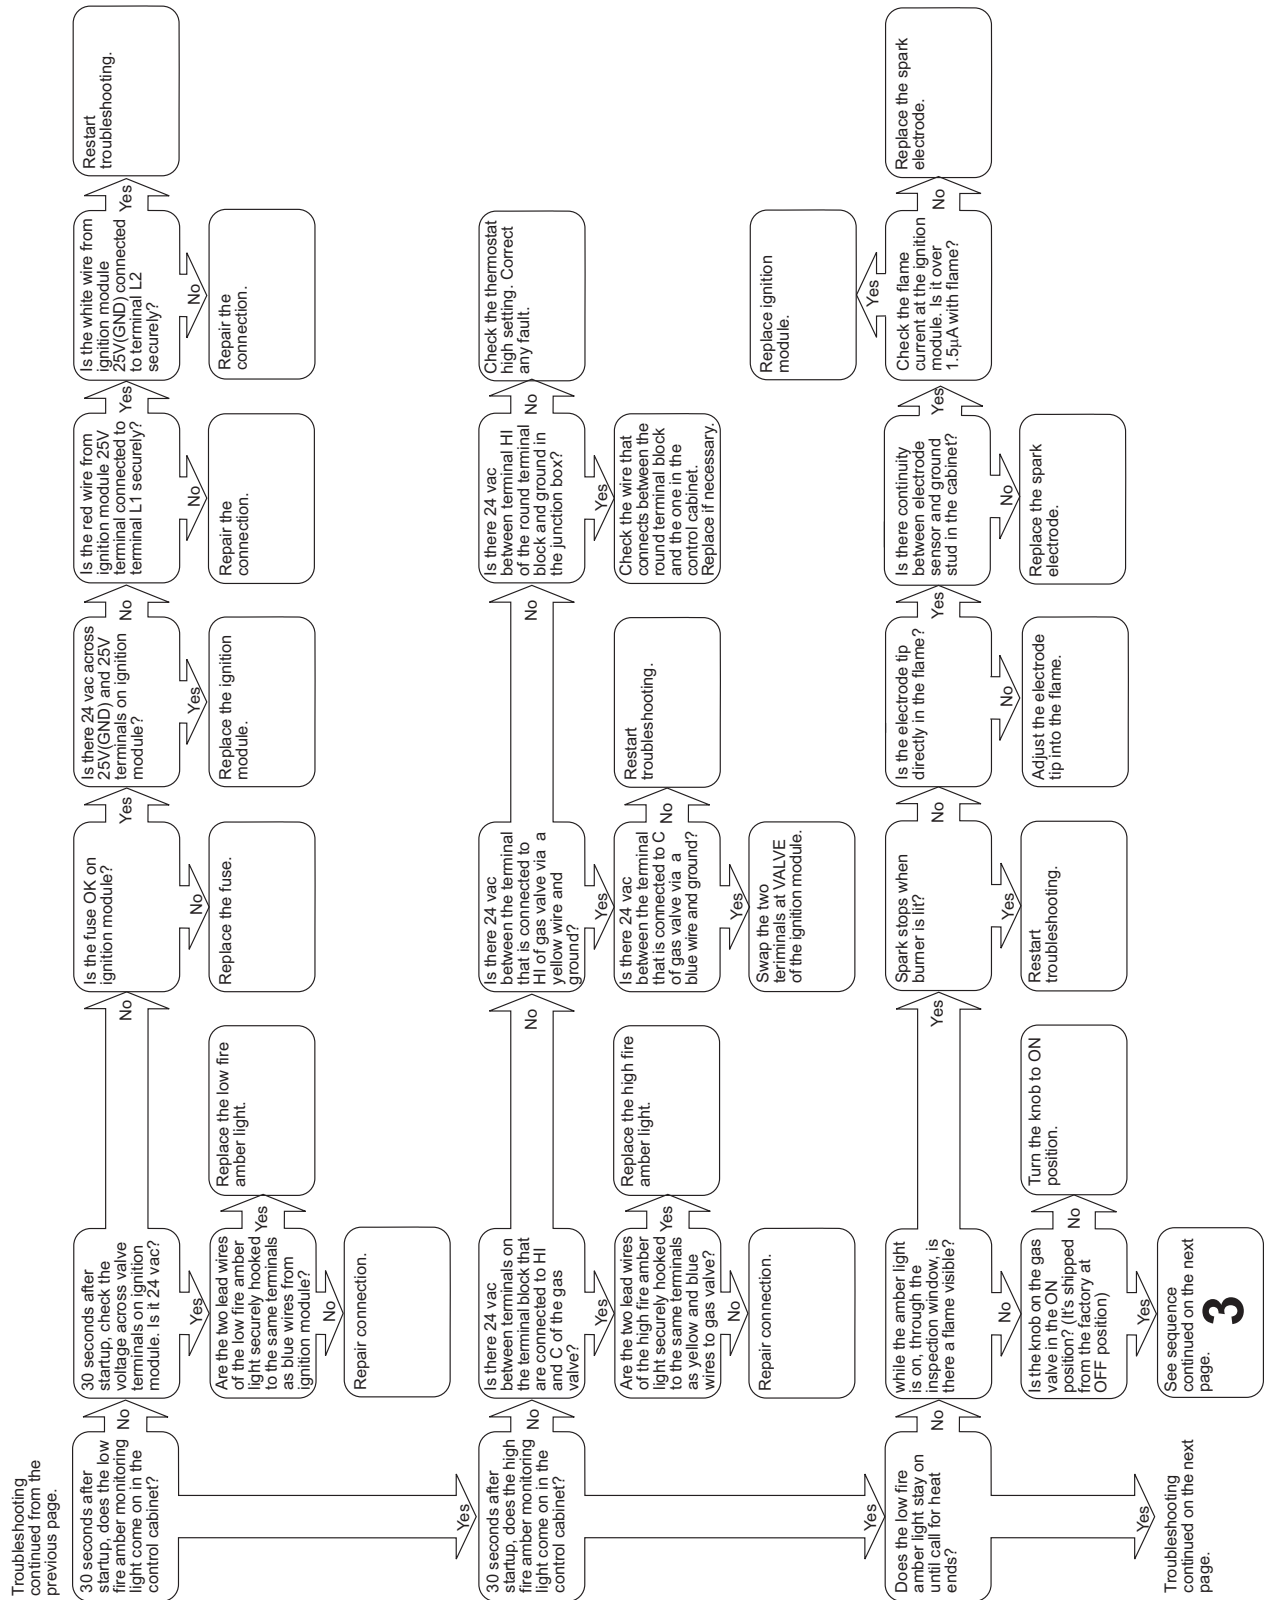 Troubleshooting
continued from the
previous page.
30 seconds after
startup, does the low
fire amber monitoring
light come on in the
control cabinet?
No
30 seconds after
startup, check the
voltage across valve
terminals on ignition
module. Is it 24 vac?
No
Is the fuse OK on
ignition module?
Yes
Is there 24 vac across
25V(GND) and 25V
terminals on ignition
module?
No
Is the red wire from
ignition module 25V
terminal connected to
terminal L1 securely?
Yes
Is the white wire from
ignition module
25V(GND) connected
to terminal L2
securely?
Yes
Restart
troubleshooting.
Yes
Are the two lead wires
of the low fire amber
light securely hooked
to the same terminals
as blue wires from
ignition module?
Yes
Replace the low fire
amber light.
No
Replace the fuse.
Yes
Replace the ignition
module.
No
Repair the
connection.
No
Repair the
connection.
No
Repair connection.
Yes
30 seconds after
startup, does the high
fire amber monitoring
light come on in the
control cabinet?
No
Is there 24 vac
between terminals on
the terminal block that
are connected to HI
and C of the gas
valve?
No
Is there 24 vac
between the terminal
that is connected to
HI of gas valve via a
yellow wire and
ground?
No
Is there 24 vac
between terminal HI
of the round terminal
block and ground in
the junction box?
No
Check the thermostat
high setting. Correct
any fault.
Yes
Are the two lead wires
of the high fire amber
light securely hooked
to the same terminals
as yellow and blue
wires to gas valve?
Yes
Replace the high fire
amber light.
Yes
Is there 24 vac
between the terminal
that is connected to C
of gas valve via a
blue wire and ground?
No
Restart
troubleshooting.
Yes
Check the wire that
connects between the
round terminal block
and the one in the
control cabinet.
Replace if necessary.
No
Repair connection.
Yes
Swap the two
teriminals at VALVE
of the ignition module.
Replace ignition
module.
Yes
Yes
Does the low fire
amber light stay on
until call for heat
ends?
No
while the amber light
is on, through the
inspection window, is
there a flame visible?
Yes
Spark stops when
burner is lit?
No
Is the electrode tip
directly in the flame?
Yes
Is there continuity
between electrode
sensor and ground
stud in the cabinet?
Yes
Check the flame
current at the ignition
module. Is it over
1.5µA with flame?
No
Replace the spark
electrode.
No
Is the knob on the gas
valve in the ON
position? (It's shipped
from the factory at
OFF position)
No
Turn the knob to ON
position.
Yes
Restart
troubleshooting.
No
Adjust the electrode
tip into the flame.
No
Replace the spark
electrode.
Yes
Troubleshooting
continued on the next
page.
Yes
See sequence
continued on the next
page.
3